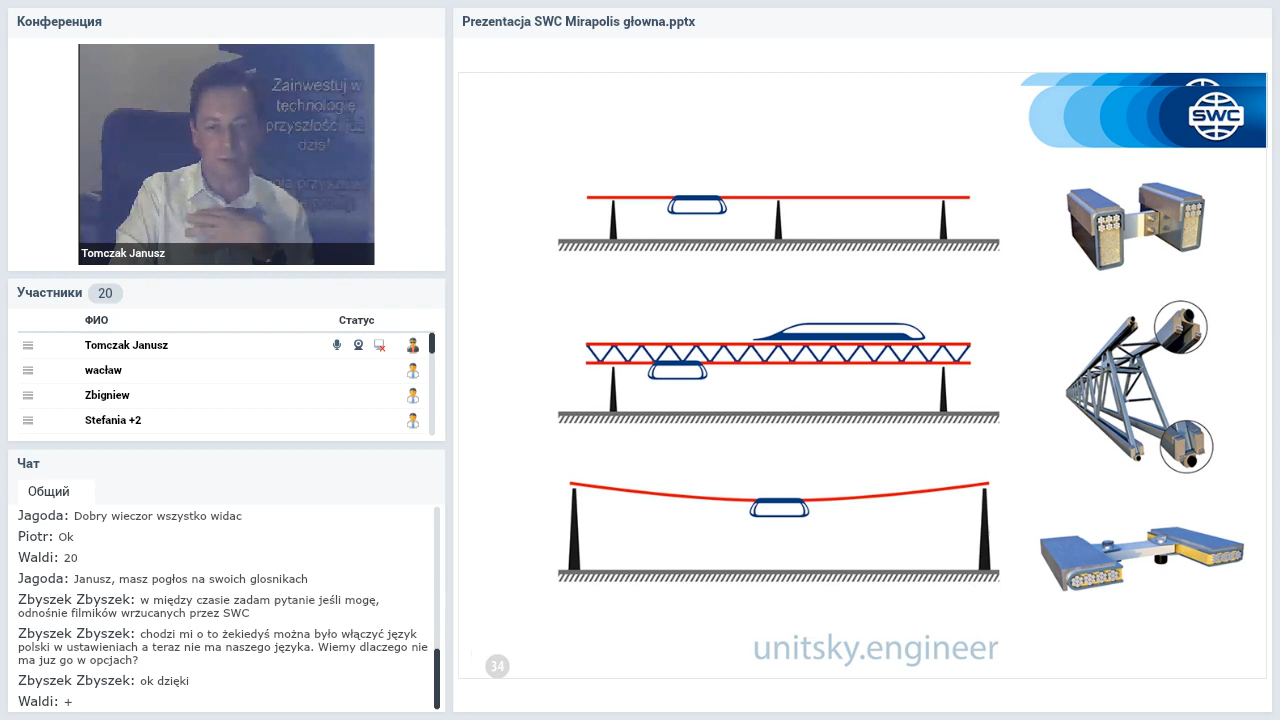 Конференция
Zainwestuj w
technologie
przyszłości już
dziś!
Tomczak Janusz
Участники 20
ФИО Статус
Tomczak Janusz
wacław
Zbigniew
Stefania +2
Чат
Общий
Jagoda: Dobry wieczor wszystko widac
Piotr: Ok
Waldi: 20
Jagoda: Janusz, masz pogłos na swoich glosnikach
Zbyszek Zbyszek: w między czasie zadam pytanie jeśli mogę,
odnośnie filmików wrzucanych przez SWC
Zbyszek Zbyszek: chodzi mi o to żekiedyś można było włączyć język
polski w ustawieniach a teraz nie ma naszego języka. Wiemy dlaczego nie
ma juz go w opcjach?
Zbyszek Zbyszek: ok dzięki
Waldi: +
Prezentacja SWC Mirapolis głowna.pptx
SWC
unitsky.engineer
34